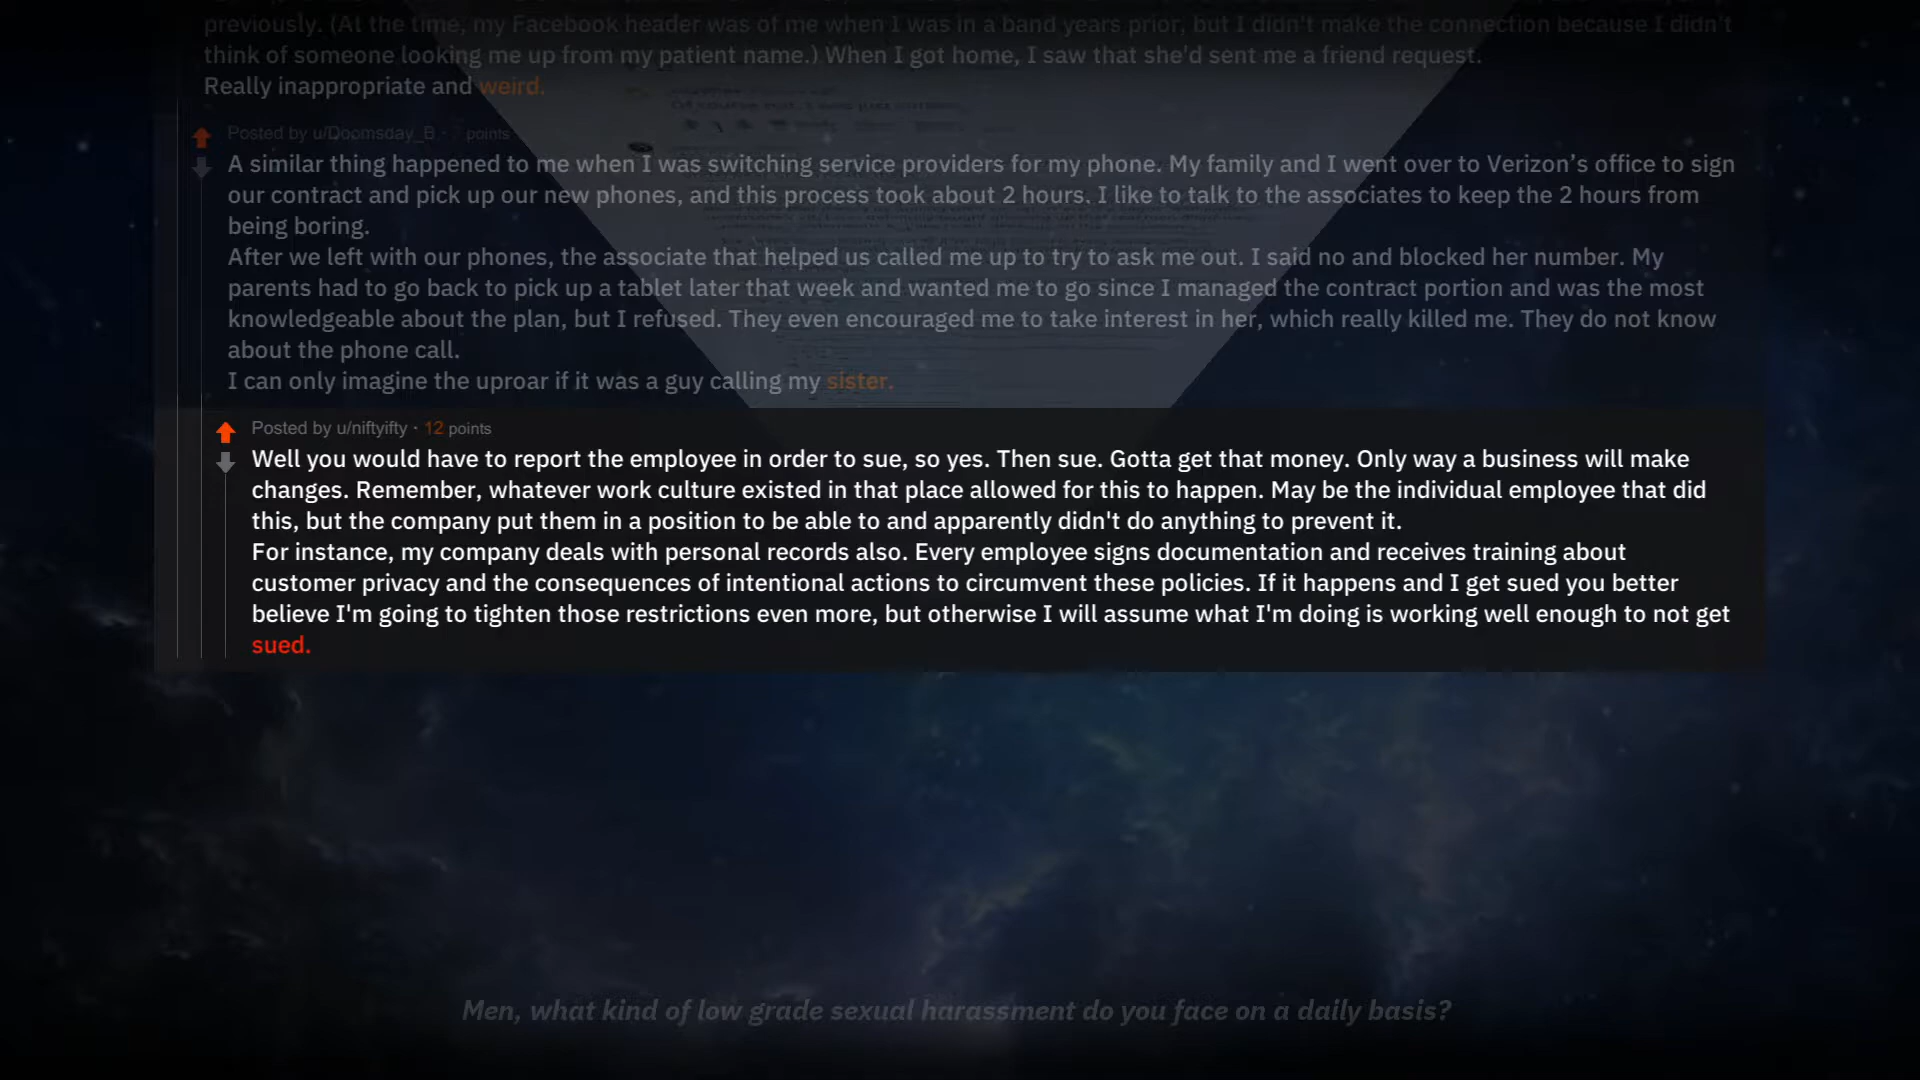 previously. (At the time, my Facebook header was of me when I was in a band years prior, but I didn't make the connection because I didn't
think of someone looking me up from my patient name.) When I got home, I saw that she'd sent me a friend request.
Really inappropriate and weird.
Posted by u/Doomsday_B · 7 points
A similar thing happened to me when I was switching service providers for my phone. My family and I went over to Verizon’s office to sign
our contract and pick up our new phones, and this process took about 2 hours. I like to talk to the associates to keep the 2 hours from
being boring.
After we left with our phones, the associate that helped us called me up to try to ask me out. I said no and blocked her number. My
parents had to go back to pick up a tablet later that week and wanted me to go since I managed the contract portion and was the most
knowledgeable about the plan, but I refused. They even encouraged me to take interest in her, which really killed me. They do not know
about the phone call.
I can only imagine the uproar if it was a guy calling my sister.
Posted by u/niftyifty · 12 points
Well you would have to report the employee in order to sue, so yes. Then sue. Gotta get that money. Only way a business will make
changes. Remember, whatever work culture existed in that place allowed for this to happen. May be the individual employee that did
this, but the company put them in a position to be able to and apparently didn't do anything to prevent it.
For instance, my company deals with personal records also. Every employee signs documentation and receives training about
customer privacy and the consequences of intentional actions to circumvent these policies. If it happens and I get sued you better
believe I'm going to tighten those restrictions even more, but otherwise I will assume what I'm doing is working well enough to not get
sued.
Men, what kind of low grade sexual harassment do you face on a daily basis?